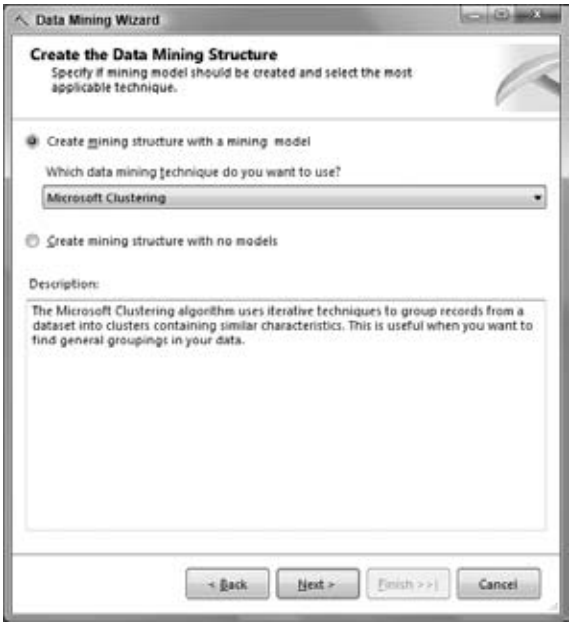 Data Mining Wizard
Create the Data Mining Structure
Specify if mining model should be created and select the most
applicable technique.
Create mining structure with a mining model
Which data mining technique do you want to use?
Microsoft Clustering
Create mining structure with no models
Description:
The Microsoft Clustering algorithm uses iterative techniques to group records from a
dataset into clusters containing similar characteristics. This is useful when you want to
find general groupings in your data.
< Back
Next >
Finish >>|
Cancel